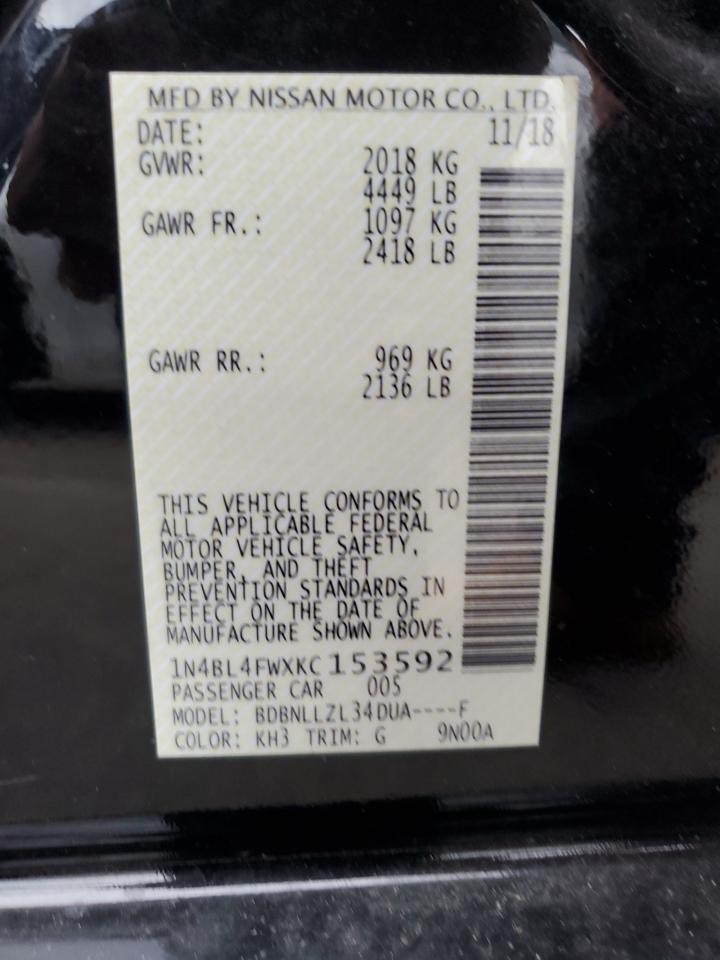 MFD BY NISSAN MOTOR CO., LTD.
DATE: 11/18
GVWR: 2018 KG
4449 LB
GAWR FR.: 1097 KG
2418 LB
GAWR RR.: 969 KG
2136 LB
THIS VEHICLE CONFORMS TO
ALL APPLICABLE FEDERAL
MOTOR VEHICLE SAFETY,
BUMPER, AND THEFT
PREVENTION STANDARDS IN
EFFECT ON THE DATE OF
MANUFACTURE SHOWN ABOVE.
1N4BL4FWXKC153592
PASSENGER CAR 005
MODEL: BDBNLLZL34DUA----F
COLOR: KH3 TRIM: G 9N00A